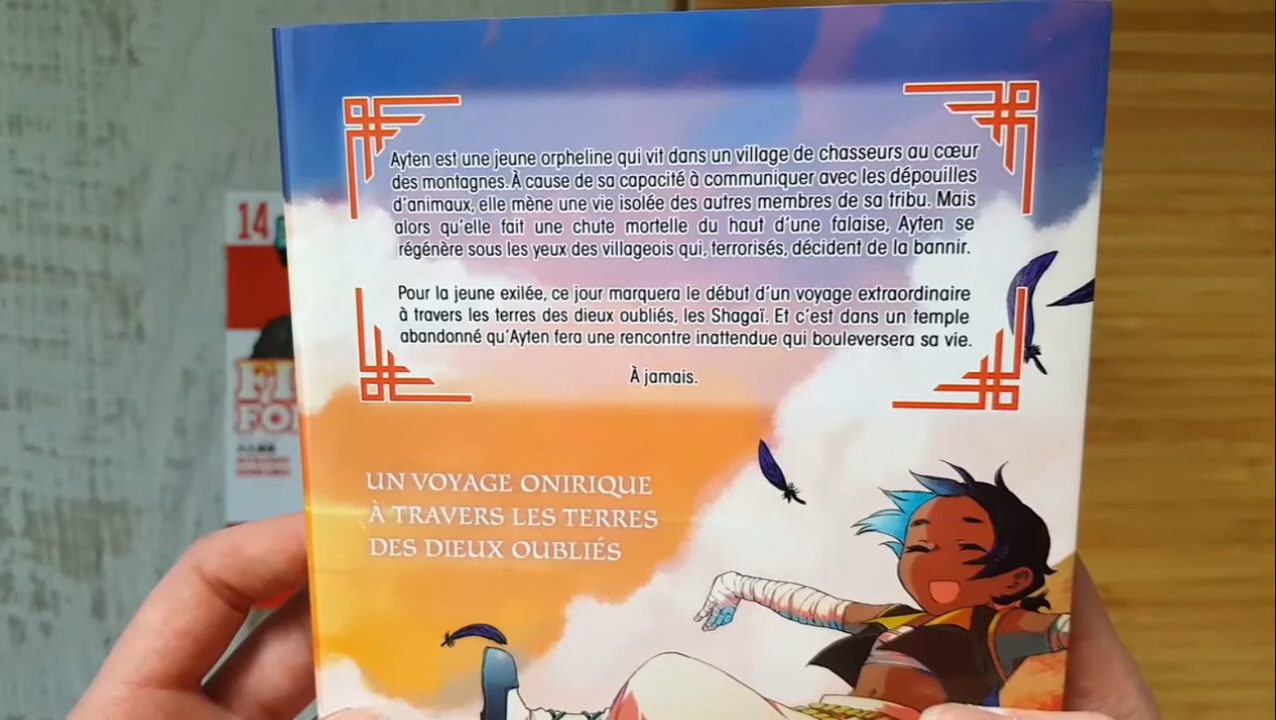 Ayten est une jeune orpheline qui vit dans un village de chasseurs au cœur
des montagnes. À cause de sa capacité à communiquer avec les dépouilles
d'animaux, elle mène une vie isolée des autres membres de sa tribu. Mais
alors qu'elle fait une chute mortelle du haut d'une falaise, Ayten se
régénère sous les yeux des villageois qui, terrorisés, décident de la bannir.
Pour la jeune exilée, ce jour marquera le début d'un voyage extraordinaire
à travers les terres des dieux oubliés, les Shagaï. Et c'est dans un temple
abandonné qu'Ayten fera une rencontre inattendue qui bouleversera sa vie.
À jamais.
UN VOYAGE ONIRIQUE
À TRAVERS LES TERRES
DES DIEUX OUBLIÉS
14